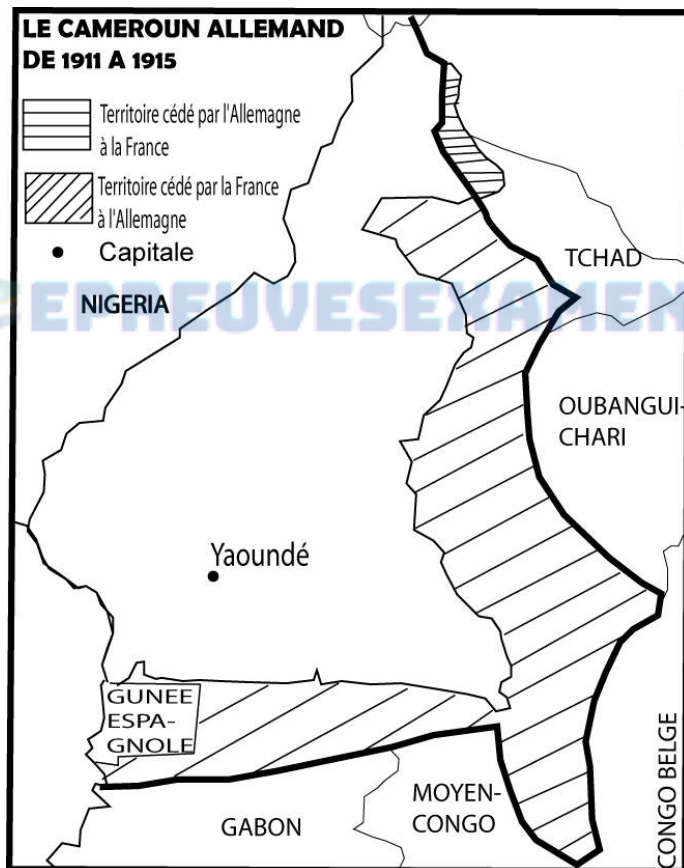 LE CAMEROUN ALLEMAND
DE 1911 A 1915
Territoire cédé par l'Allemagne
à la France
Territoire cédé par la France
à l'Allemagne
Capitale
TCHAD
NIGERIA
EPREUVESEXAMEN
OUBANGUI-
CHARI
Yaoundé
GUNEE
ESPA-
GNOLE
MOYEN-
CONGO
GABON
CONGO BELGE